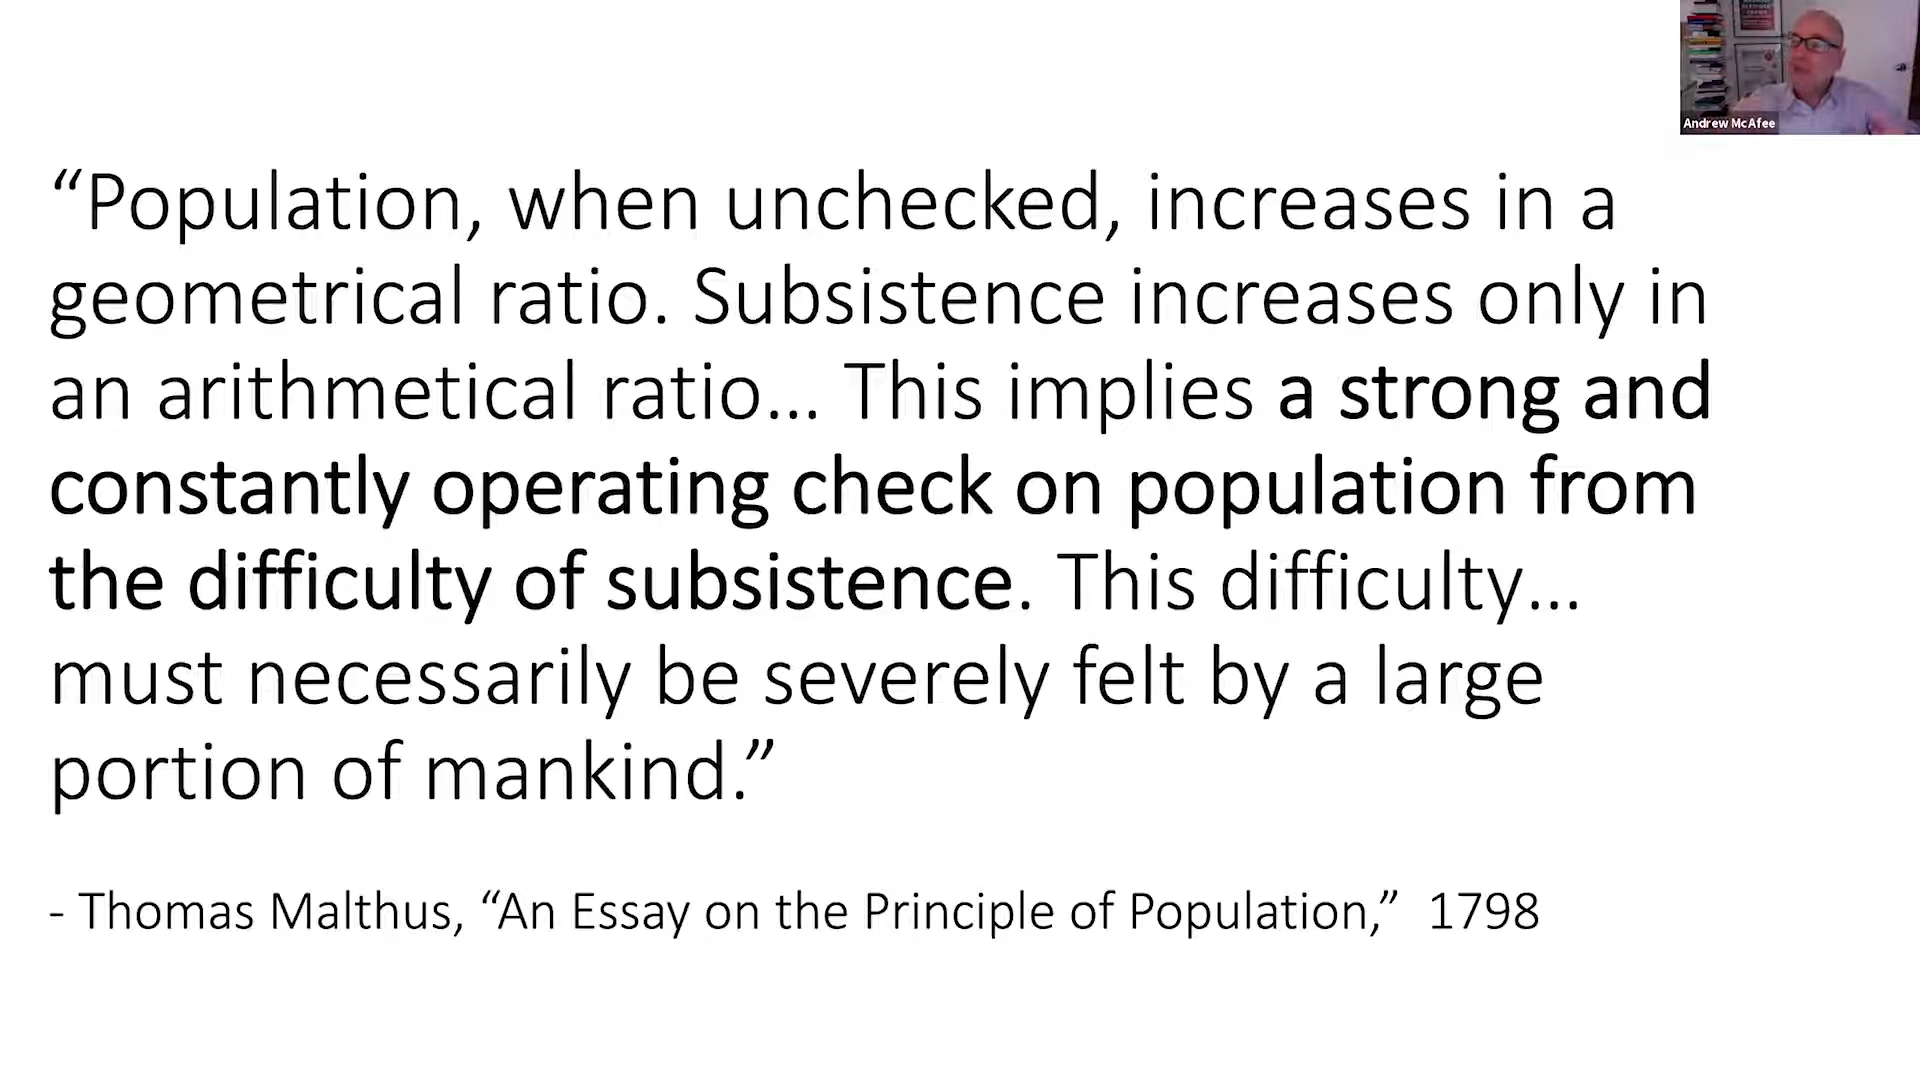 Andrew McAfee
“Population, when unchecked, increases in a
geometrical ratio. Subsistence increases only in
an arithmetical ratio... This implies a strong and
constantly operating check on population from
the difficulty of subsistence. This difficulty...
must necessarily be severely felt by a large
portion of mankind.”
- Thomas Malthus, “An Essay on the Principle of Population,” 1798